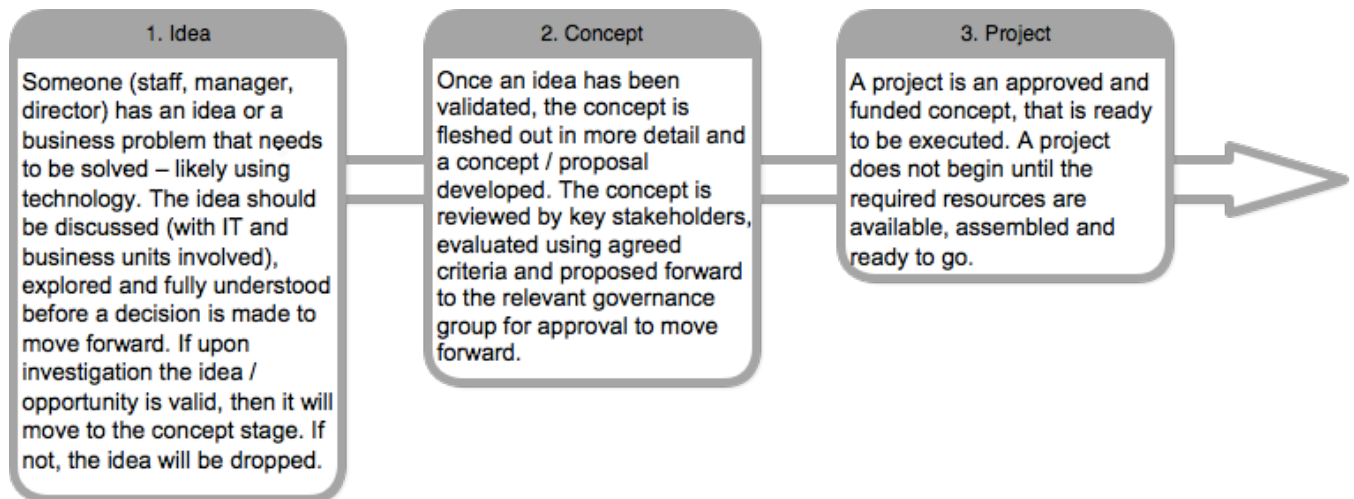 1. Idea
Someone (staff, manager,
director) has an idea or a
business problem that needs
to be solved – likely using
technology. The idea should
be discussed (with IT and
business units involved),
explored and fully understood
before a decision is made to
move forward. If upon
investigation the idea /
opportunity is valid, then it will
move to the concept stage. If
not, the idea will be dropped.
2. Concept
Once an idea has been
validated, the concept is
fleshed out in more detail and
a concept / proposal
developed. The concept is
reviewed by key stakeholders,
evaluated using agreed
criteria and proposed forward
to the relevant governance
group for approval to move
forward.
3. Project
A project is an approved and
funded concept, that is ready
to be executed. A project
does not begin until the
required resources are
available, assembled and
ready to go.